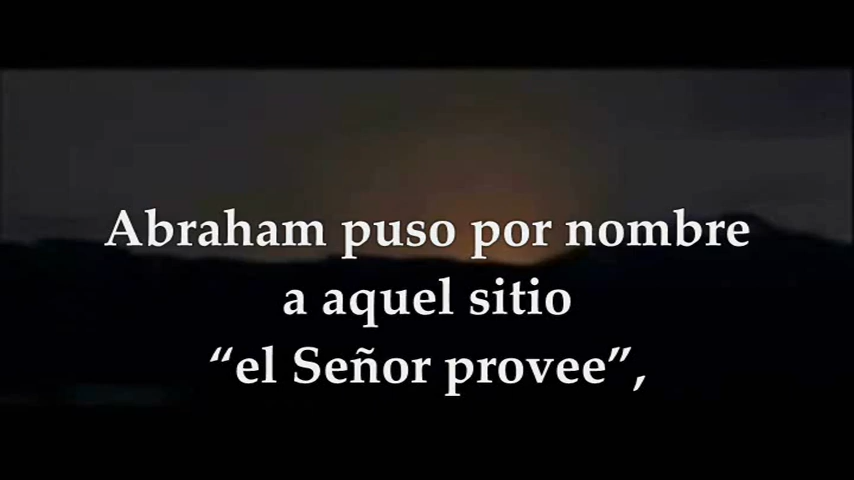 Abraham puso por nombre
a aquel sitio
“el Señor provee”,